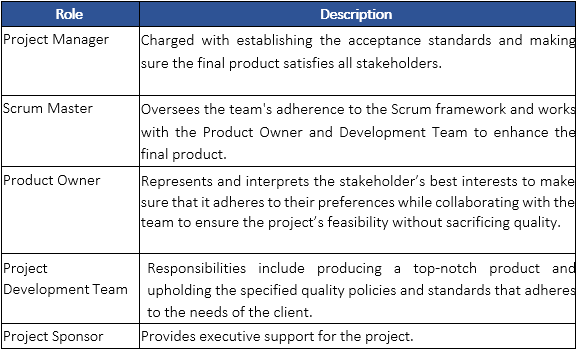 Role Description
Project Manager Charged with establishing the acceptance standards and making
sure the final product satisfies all stakeholders.
Scrum Master Oversees the team's adherence to the Scrum framework and works
with the Product Owner and Development Team to enhance the
final product.
Product Owner Represents and interprets the stakeholder’s best interests to make
sure that it adheres to their preferences while collaborating with the
team to ensure the project’s feasibility without sacrificing quality.
Project Responsibilities include producing a top-notch product and
Development Team upholding the specified quality policies and standards that adheres
to the needs of the client.
Project Sponsor Provides executive support for the project.